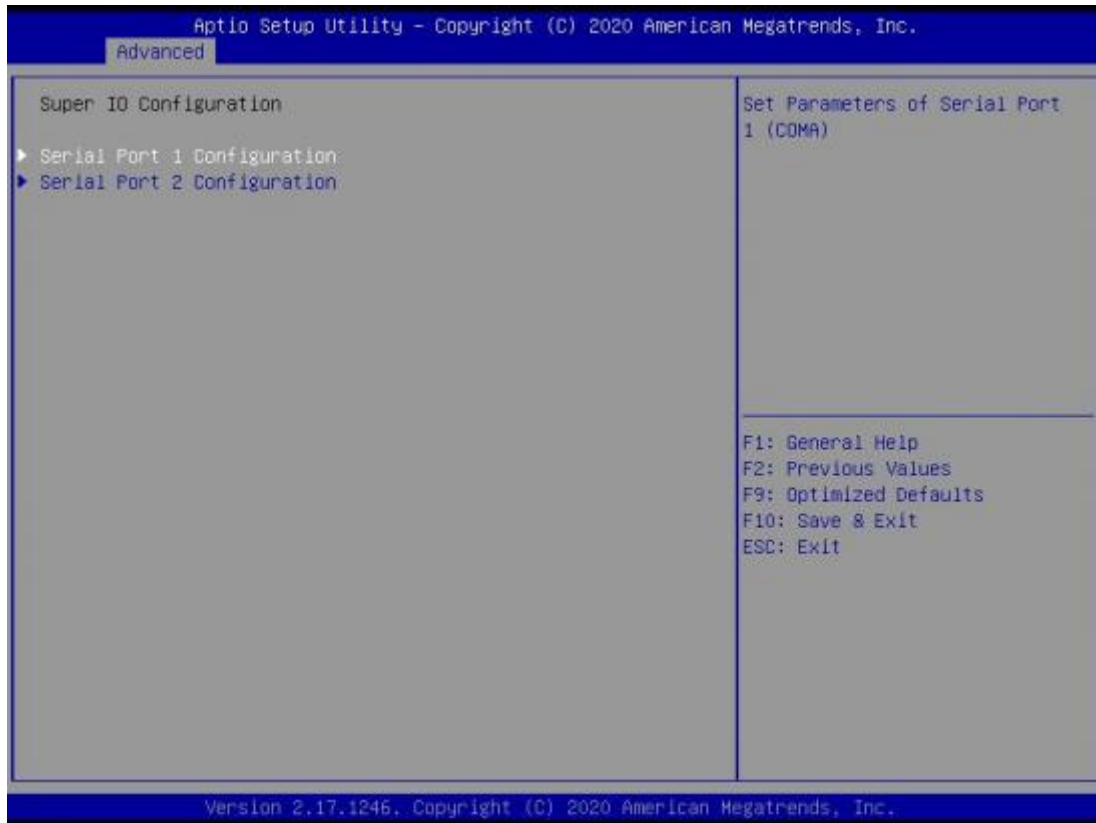 Aptio Setup Utility – Copyright (C) 2020 American Megatrends, Inc.
Advanced
Super IO Configuration
Serial Port 1 Configuration
Serial Port 2 Configuration
Set Parameters of Serial Port
1 (COMA)
F1: General Help
F2: Previous Values
F9: Optimized Defaults
F10: Save & Exit
ESC: Exit
Version 2.17.1246. Copyright (C) 2020 American Megatrends, Inc.